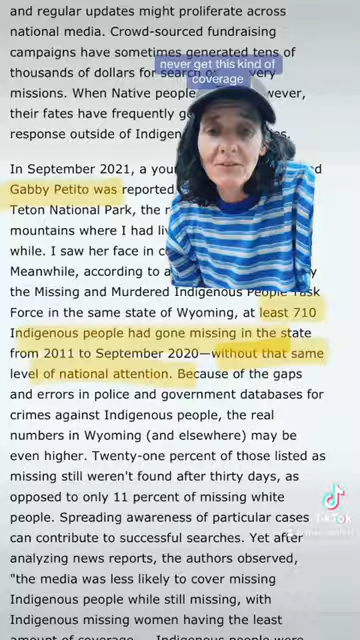 and regular updates might proliferate across
national media. Crowd-sourced fundraising
campaigns have sometimes generated tens of
thousands of dollars for search or
never get this kind of
coverage
missions. When Native people
their fates have frequently
response outside of
In September 2021, a
Gabby Petito was reported
Teton National Park, the
mountains where I had
while. I saw her face in
Meanwhile, according to a
the Missing and Murdered Indigenous People Task
Force in the same state of Wyoming, at least 710
Indigenous people had gone missing in the state
from 2011 to September 2020—without that same
level of national attention. Because of the gaps
and errors in police and government databases for
crimes against Indigenous people, the real
numbers in Wyoming (and elsewhere) may be
even higher. Twenty-one percent of those listed as
missing still weren't found after thirty days, as
opposed to only 11 percent of missing white
people. Spreading awareness of particular cases
can contribute to successful searches. Yet after
analyzing news reports, the authors observed,
"the media was less likely to cover missing
Indigenous people while still missing, with
Indigenous missing women having the least
amount of coverage
Indigenous people were
TikTok